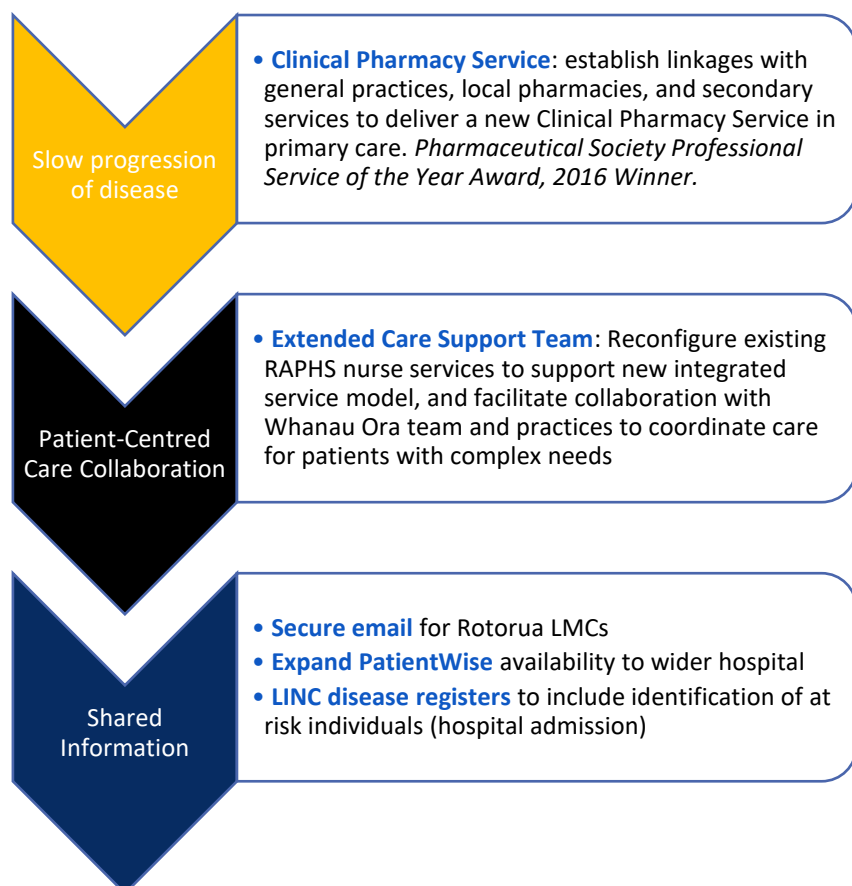 Slow progression
of disease
• Clinical Pharmacy Service: establish linkages with
general practices, local pharmacies, and secondary
services to deliver a new Clinical Pharmacy Service in
primary care. Pharmaceutical Society Professional
Service of the Year Award, 2016 Winner.
Patient-Centred
Care Collaboration
• Extended Care Support Team: Reconfigure existing
RAPHS nurse services to support new integrated
service model, and facilitate collaboration with
Whanau Ora team and practices to coordinate care
for patients with complex needs
Shared
Information
• Secure email for Rotorua LMCs
• Expand PatientWise availability to wider hospital
• LINC disease registers to include identification of at
risk individuals (hospital admission)